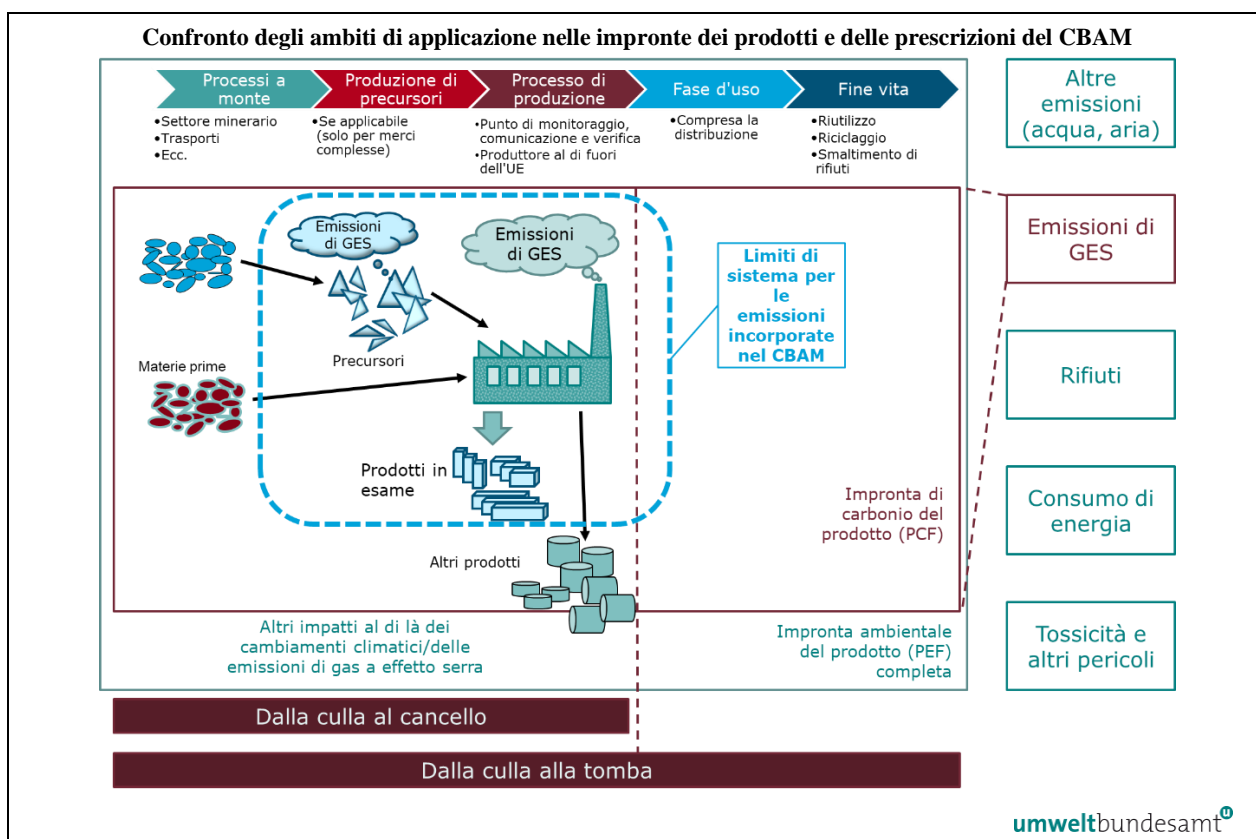 Confronto degli ambiti di applicazione nelle impronte dei prodotti e delle prescrizioni del CBAM
Processi a
monte
Produzione di
precursori
Processo di
produzione
Fase d'uso
Fine vita
•Settore minerario
•Trasporti
•Ecc.
•Se applicabile
(solo per merci
complesse)
•Punto di monitoraggio,
comunicazione e verifica
•Produttore al di fuori
dell'UE
•Compresa la
distribuzione
•Riutilizzo
•Riciclaggio
•Smaltimento di
rifiuti
Altre
emissioni
(acqua, aria)
Emissioni di
GES
Rifiuti
Consumo di
energia
Tossicità e
altri pericoli
Emissioni
di GES
Emissioni
di GES
Precursori
Materie prime
Limiti di
sistema per
le
emissioni
incorporate
nel CBAM
Prodotti in
esame
Altri prodotti
Impronta di
carbonio del
prodotto (PCF)
Altri impatti al di là dei
cambiamenti climatici/delle
emissioni di gas a effetto serra
Impronta ambientale
del prodotto (PEF)
completa
Dalla culla al cancello
Dalla culla alla tomba
umweltbundesamt u